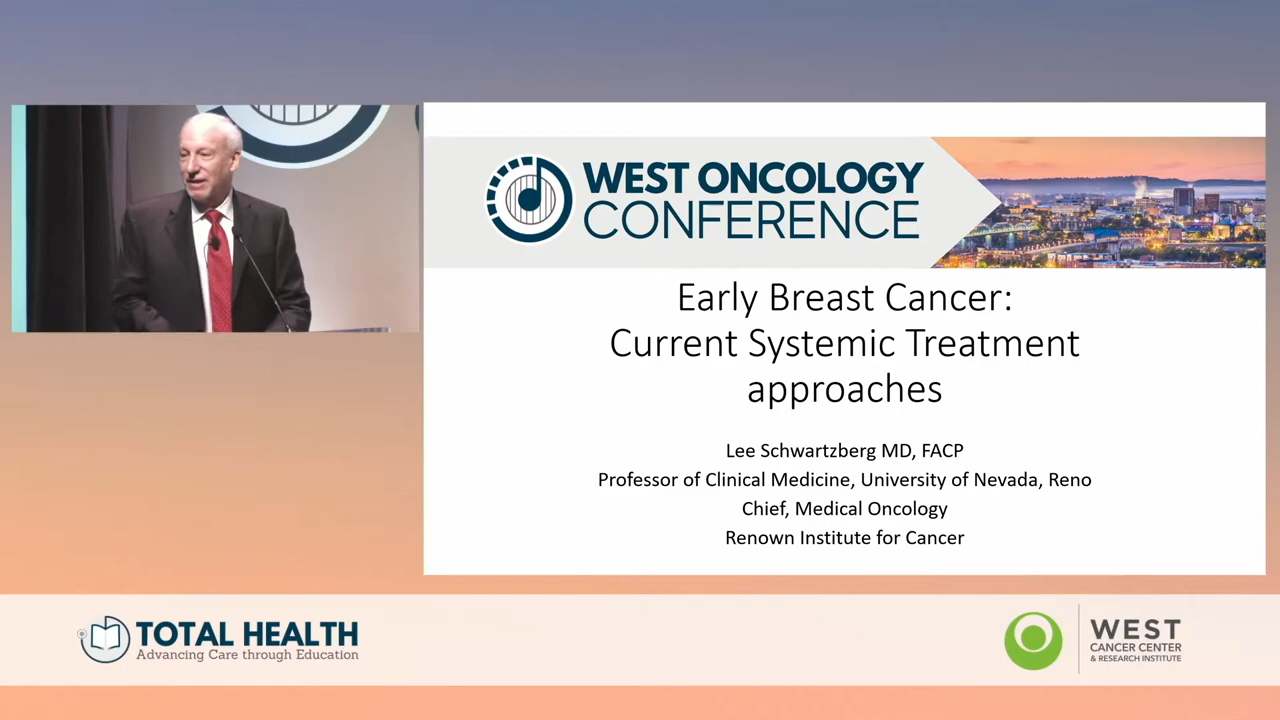 WEST ONCOLOGY
CONFERENCE
Early Breast Cancer:
Current Systemic Treatment
approaches
Lee Schwartzberg MD, FACP
Professor of Clinical Medicine, University of Nevada, Reno
Chief, Medical Oncology
Renown Institute for Cancer
TOTAL HEALTH
Advancing Care through Education
WEST
CANCER CENTER
& RESEARCH INSTITUTE